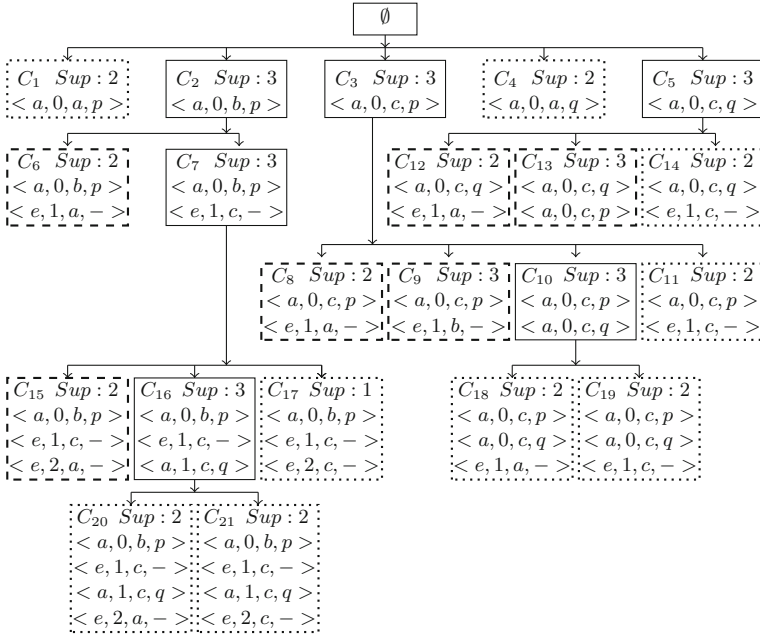 ∅
C₁ Sup : 2
< a, 0, a, p >
C₂ Sup : 3
< a, 0, b, p >
C₃ Sup : 3
< a, 0, c, p >
C₄ Sup : 2
< a, 0, a, q >
C₅ Sup : 3
< a, 0, c, q >
C₆ Sup : 2
< a, 0, b, p >
< e, 1, a, − >
C₇ Sup : 3
< a, 0, b, p >
< e, 1, c, − >
C₁₂ Sup : 2
< a, 0, c, q >
< e, 1, a, − >
C₁₃ Sup : 3
< a, 0, c, q >
< a, 0, c, p >
C₁₄ Sup : 2
< a, 0, c, q >
< e, 1, c, − >
C₈ Sup : 2
< a, 0, c, p >
< e, 1, a, − >
C₉ Sup : 3
< a, 0, c, p >
< e, 1, b, − >
C₁₀ Sup : 3
< a, 0, c, p >
< a, 0, c, q >
C₁₁ Sup : 2
< a, 0, c, p >
< e, 1, c, − >
C₁₅ Sup : 2
< a, 0, b, p >
< e, 1, c, − >
< e, 2, a, − >
C₁₆ Sup : 3
< a, 0, b, p >
< e, 1, c, − >
< a, 1, c, q >
C₁₇ Sup : 1
< a, 0, b, p >
< e, 1, c, − >
< e, 2, c, − >
C₁₈ Sup : 2
< a, 0, c, p >
< a, 0, c, q >
< e, 1, a, − >
C₁₉ Sup : 2
< a, 0, c, p >
< a, 0, c, q >
< e, 1, c, − >
C₂₀ Sup : 2
< a, 0, b, p >
< e, 1, c, − >
< a, 1, c, q >
< e, 2, a, − >
C₂₁ Sup : 2
< a, 0, b, p >
< e, 1, c, − >
< a, 1, c, q >
< e, 2, c, − >